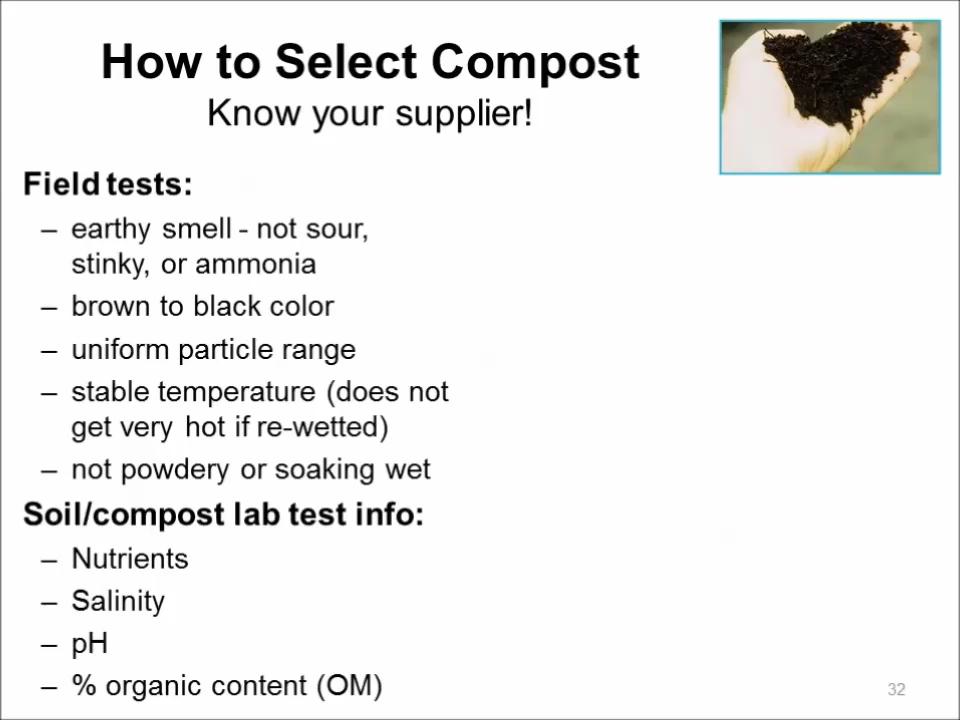 How to Select Compost
Know your supplier!
Field tests:
– earthy smell - not sour,
stinky, or ammonia
– brown to black color
– uniform particle range
– stable temperature (does not
get very hot if re-wetted)
– not powdery or soaking wet
Soil/compost lab test info:
– Nutrients
– Salinity
– pH
– % organic content (OM)
32